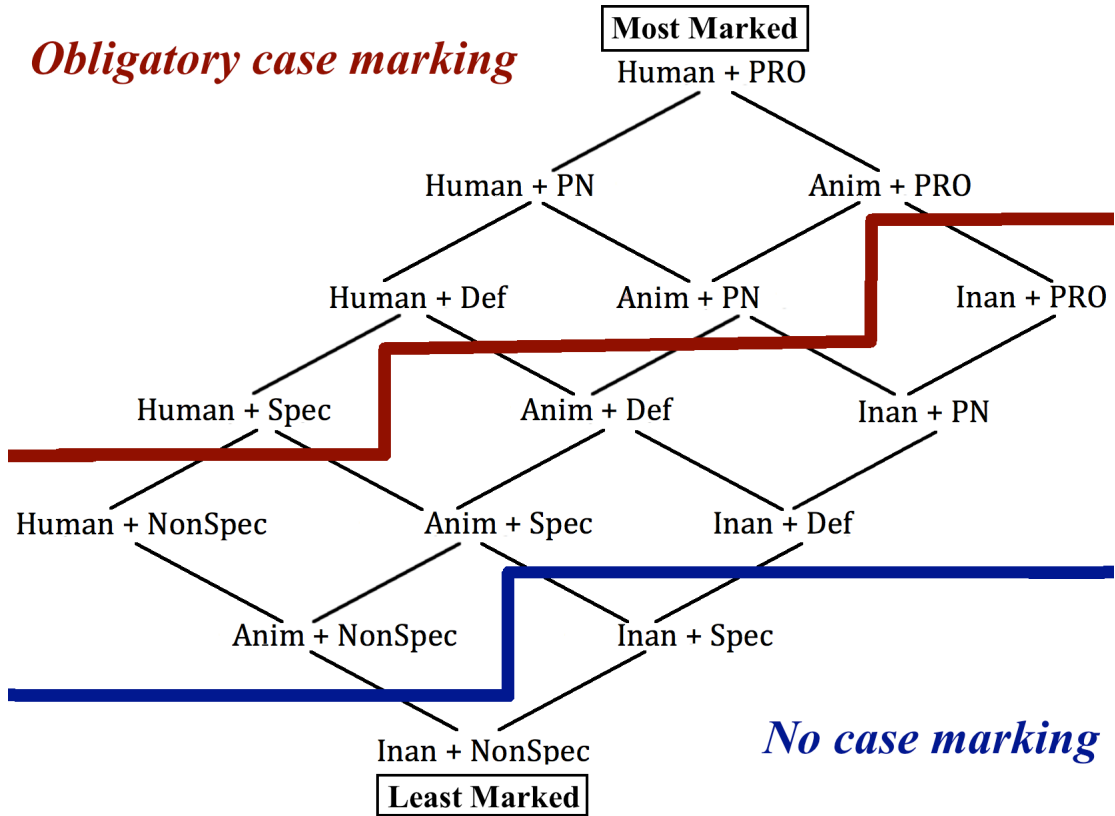 Most Marked
Obligatory case marking
Human + PRO
Human + PN
Anim + PRO
Human + Def
Anim + PN
Inan + PRO
Human + Spec
Anim + Def
Inan + PN
Human + NonSpec
Anim + Spec
Inan + Def
Anim + NonSpec
Inan + Spec
No case marking
Inan + NonSpec
Least Marked